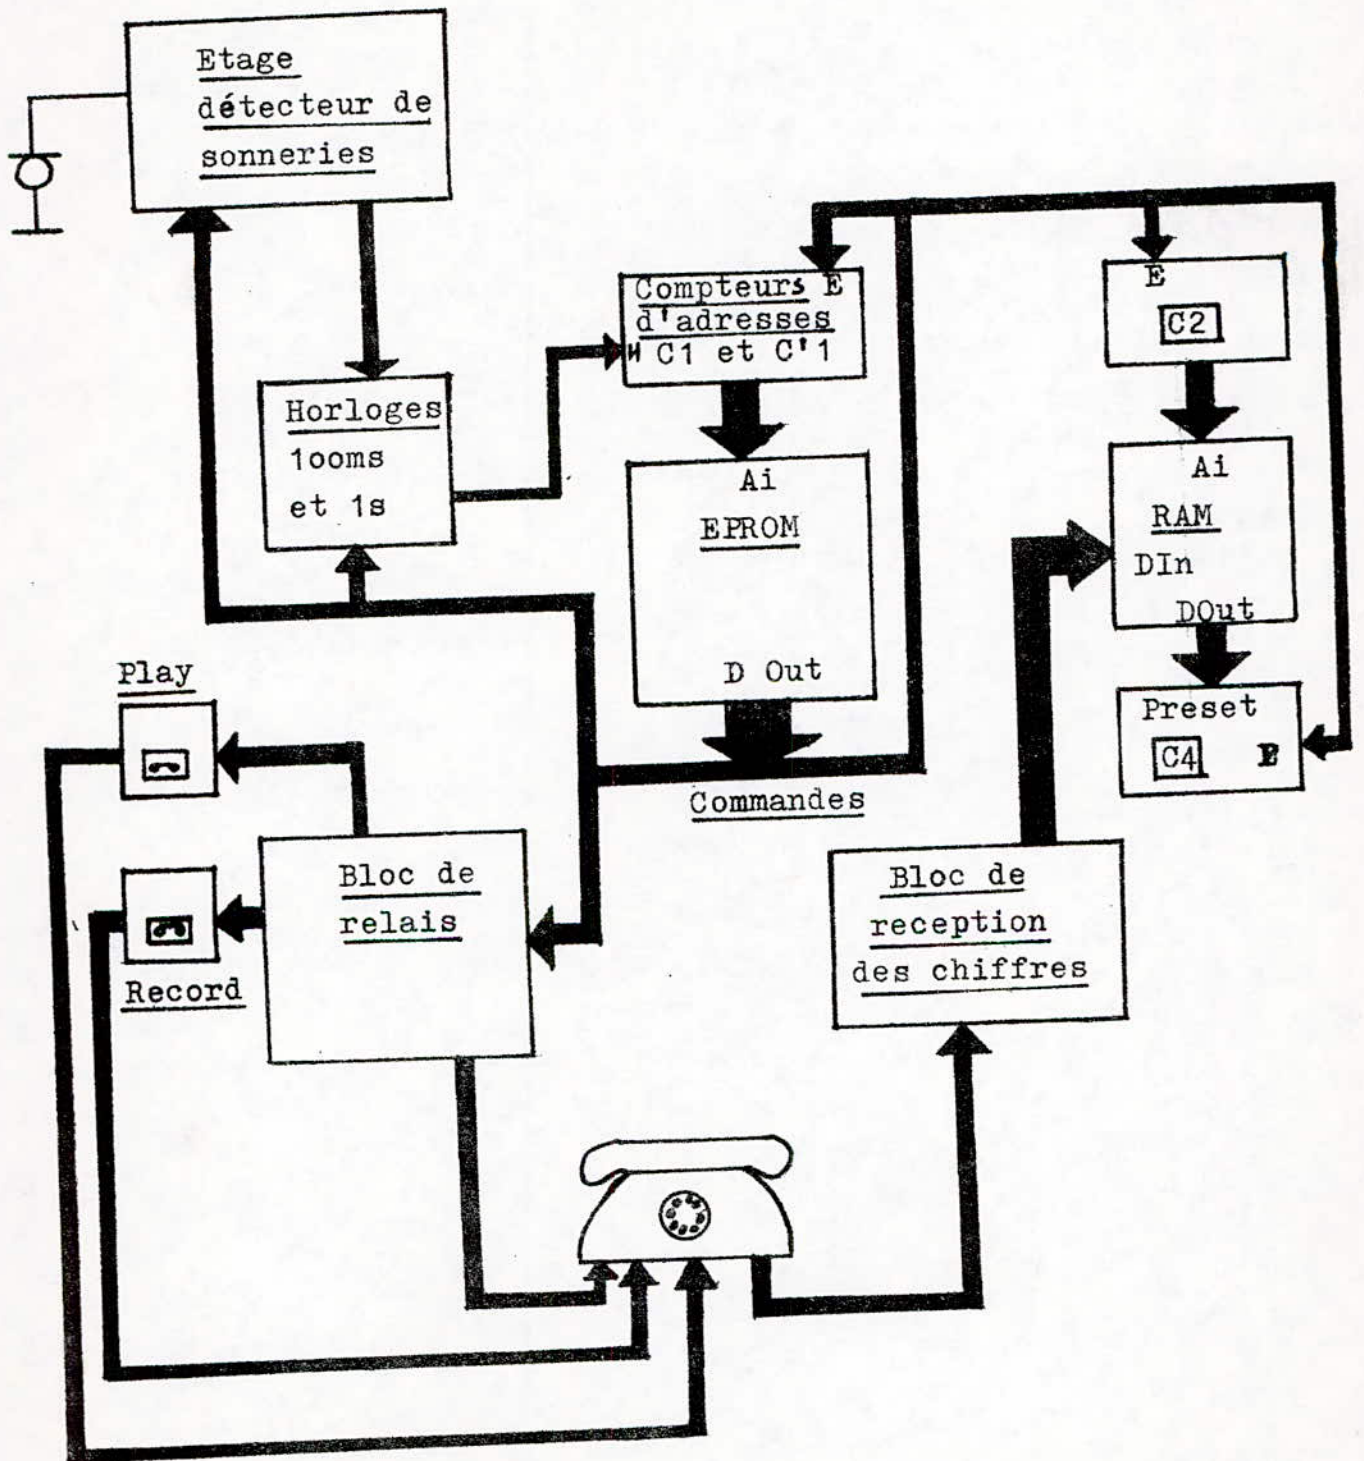 Etage
détecteur de
sonneries
Compteurs E
d'adresses
H C1 et C'1
E
C2
Horloges
1ooms
et 1s
Ai
EPROM
D Out
Ai
RAM
DIn
DOut
Play
Preset
C4 E
Commandes
Bloc de
relais
Record
Bloc de
reception
des chiffres